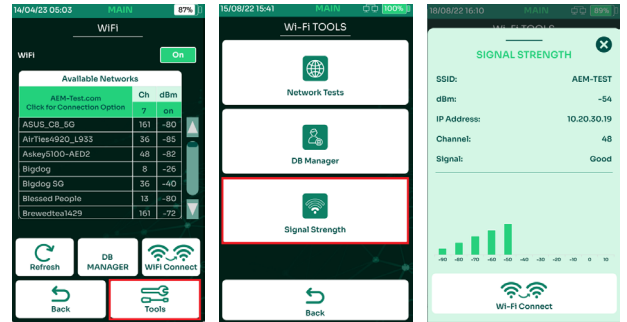 14/04/23 05:03 MAIN 87%
WiFi
WiFi On
Available Networks Ch dBm
AEM-Test.com
Click for Connection Option 7 on
ASUS_C8_5G 161 -80
AirTies4920_L933 36 -85
Askey5100-AED2 48 -82
Bigdog 8 -26
Bigdog SG 36 -40
Blessed People 13 -80
Brewedtea1429 161 -72
Refresh
DB
MANAGER
WiFi Connect
Back
Tools
15/08/22 15:41 MAIN 100%
Wi-Fi TOOLS
Network Tests
DB Manager
Signal Strength
Back
18/08/22 16:10 MAIN 89%
Wi-Fi TOOLS
SIGNAL STRENGTH
SSID: AEM-TEST
dBm: -54
IP Address: 10.20.30.19
Channel: 48
Signal: Good
-90 -80 -70 -60 -50 -40 -30 -20 -10 0 10
Wi-Fi Connect